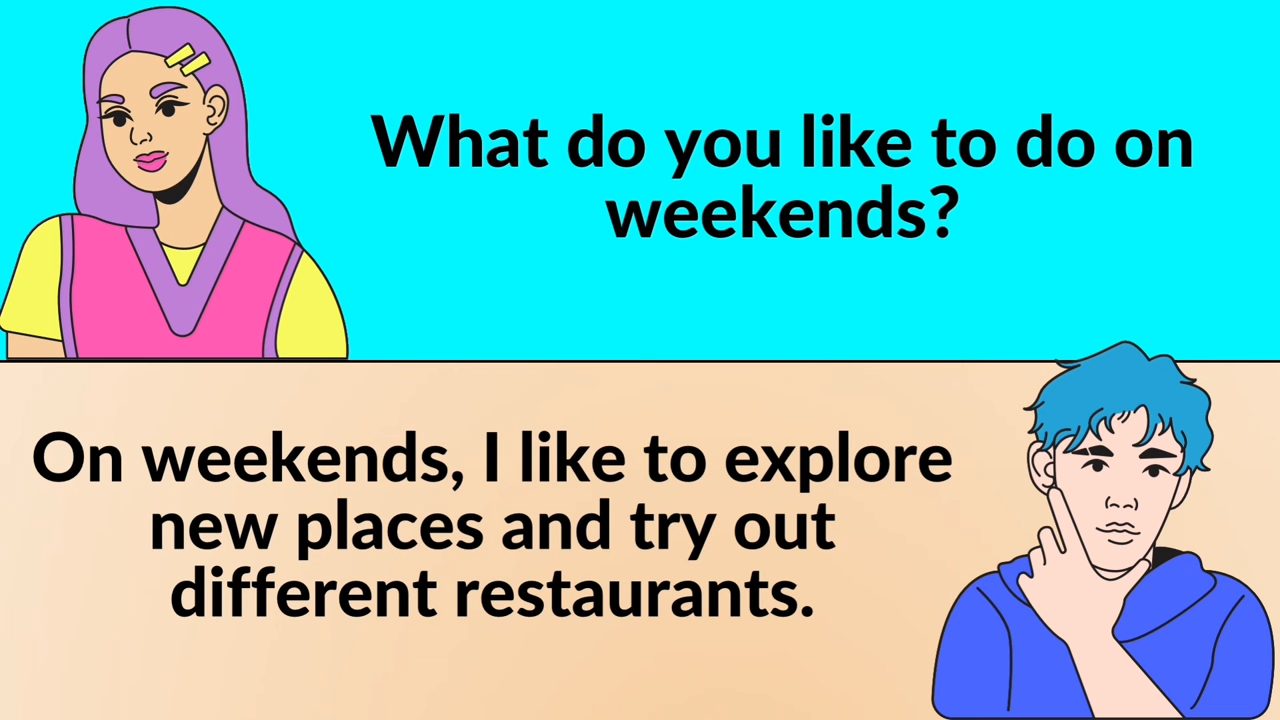 What do you like to do on
weekends?
On weekends, I like to explore
new places and try out
different restaurants.